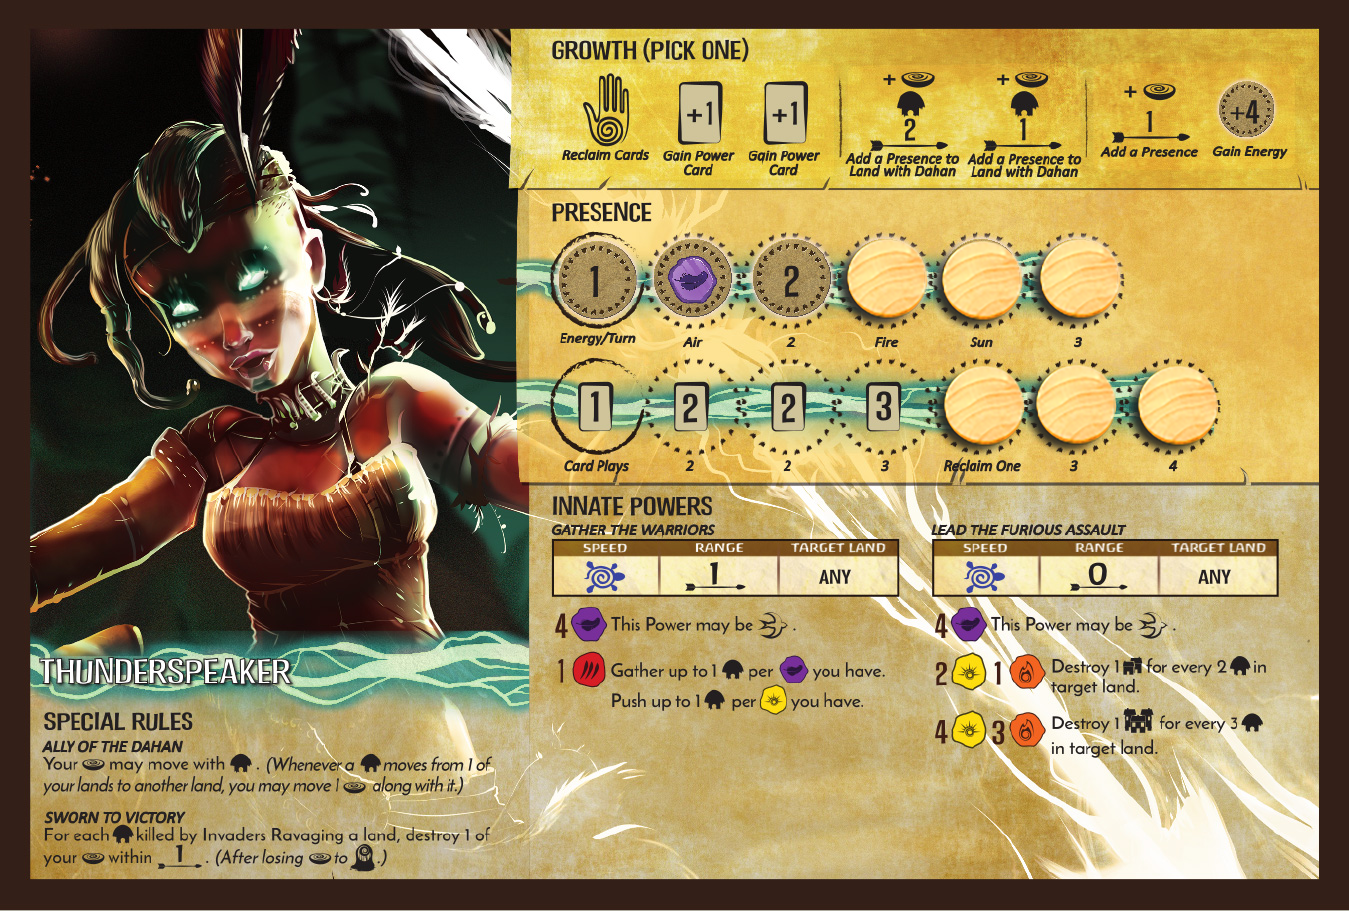 GROWTH (PICK ONE)
+1 +1
+ 2
+ 1
+ 1
+4
Reclaim Cards
Gain Power
Card
Gain Power
Card
Add a Presence to
Land with Dahan
Add a Presence to
Land with Dahan
Add a Presence
Gain Energy
PRESENCE
1 2
Energy/Turn Air 2 Fire Sun 3
1 2 2 3
Card Plays 2 2 3 Reclaim One 3 4
INNATE POWERS
GATHER THE WARRIORS
SPEED RANGE TARGET LAND
1 ANY
4 This Power may be .
1 Gather up to 1 per you have.
Push up to 1 per you have.
LEAD THE FURIOUS ASSAULT
SPEED RANGE TARGET LAND
0 ANY
4 This Power may be .
2 1 Destroy 1 for every 2 in
target land.
4 3 Destroy 1 for every 3
in target land.
THUNDERSPEAKER
SPECIAL RULES
ALLY OF THE DAHAN
Your may move with . (Whenever a moves from 1 of
your lands to another land, you may move 1 along with it.)
SWORN TO VICTORY
For each killed by Invaders Ravaging a land, destroy 1 of
your within 1 . (After losing to .)